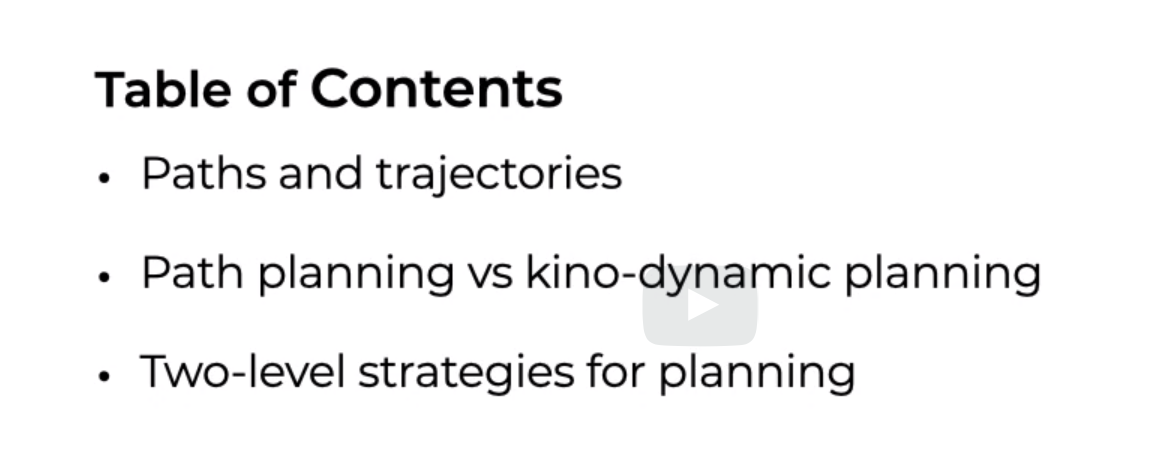 Table of Contents
• Paths and trajectories
• Path planning vs kino-dynamic planning
• Two-level strategies for planning